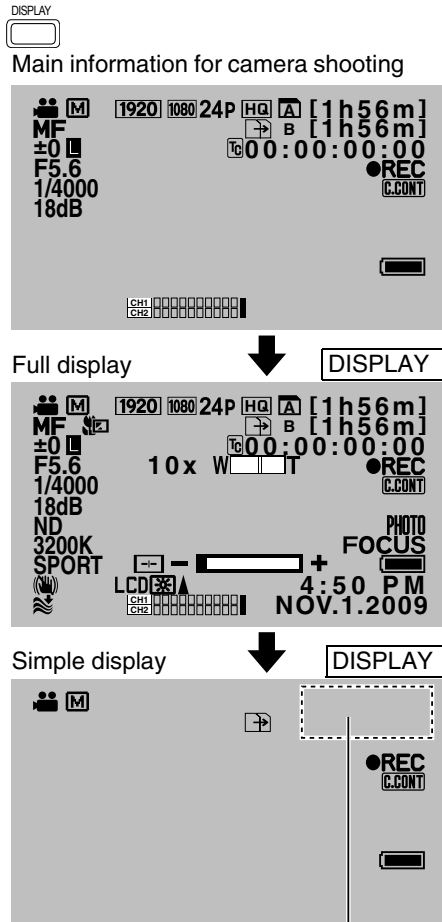 DISPLAY
Main information for camera shooting
M 1920 1080 24P HQ A [1h56m]
MF B [1h56m]
±0 L TC 00:00:00:00
F5.6 ●REC
1/4000 C.CONT
18dB
CH1
CH2
Full display DISPLAY
M 1920 1080 24P HQ A [1h56m]
MF B [1h56m]
±0 L TC 00:00:00:00
F5.6 10x W T ●REC
1/4000 C.CONT
18dB
ND PHOTO
3200K FOCUS
SPORT - +
LCD 4:50 PM
CH1
CH2 NOV.1.2009
Simple display DISPLAY
M
●REC
C.CONT